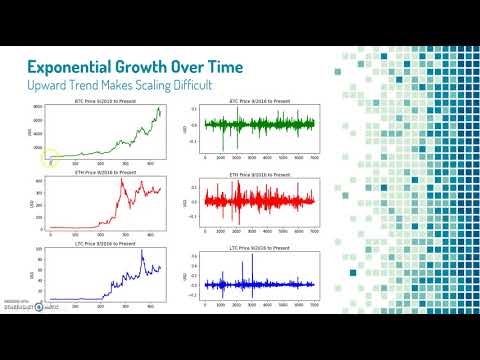 Exponential Growth Over Time
Upward Trend Makes Scaling Difficult
BTC Price 9/2016 to Present
BTC Price 9/2016 to Present
USD
8000
6000
4000
2000
0 100 200 300 400
USD
0.1
0.0
-0.1
0 1000 2000 3000 4000 5000 6000 7000
ETH Price 9/2016 to Present
ETH Price 9/2016 to Present
USD
400
300
200
100
0
0 100 200 300 400
USD
0.1
0.0
-0.1
0 1000 2000 3000 4000 5000 6000 7000
LTC Price 9/2016 to Present
LTC Price 9/2016 to Present
USD
100
80
60
40
20
0
0 100 200 300 400
USD
0.50
0.25
0.00
0 1000 2000 3000 4000 5000 6000 7000
RECORDED WITH